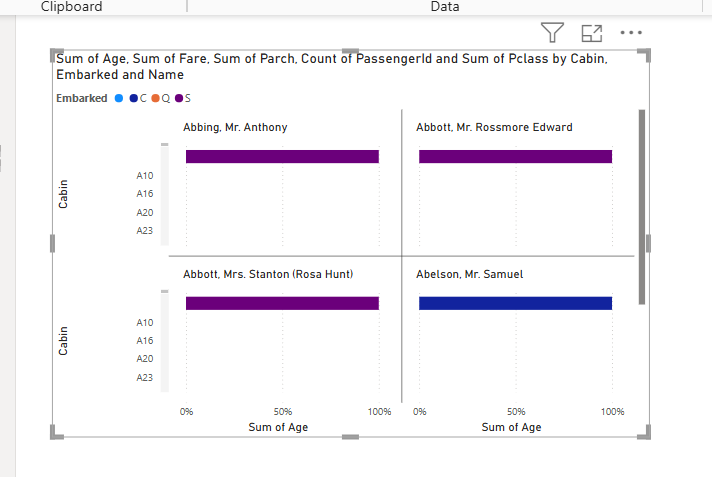 Clipboard
Data
Sum of Age, Sum of Fare, Sum of Parch, Count of PassengerId and Sum of Pclass by Cabin,
Embarked and Name
Embarked C Q S
Abbing, Mr. Anthony
Abbott, Mr. Rossmore Edward
Cabin
A10
A16
A20
A23
Abbott, Mrs. Stanton (Rosa Hunt)
Abelson, Mr. Samuel
Cabin
A10
A16
A20
A23
0% 50% 100%
0% 50% 100%
Sum of Age
Sum of Age